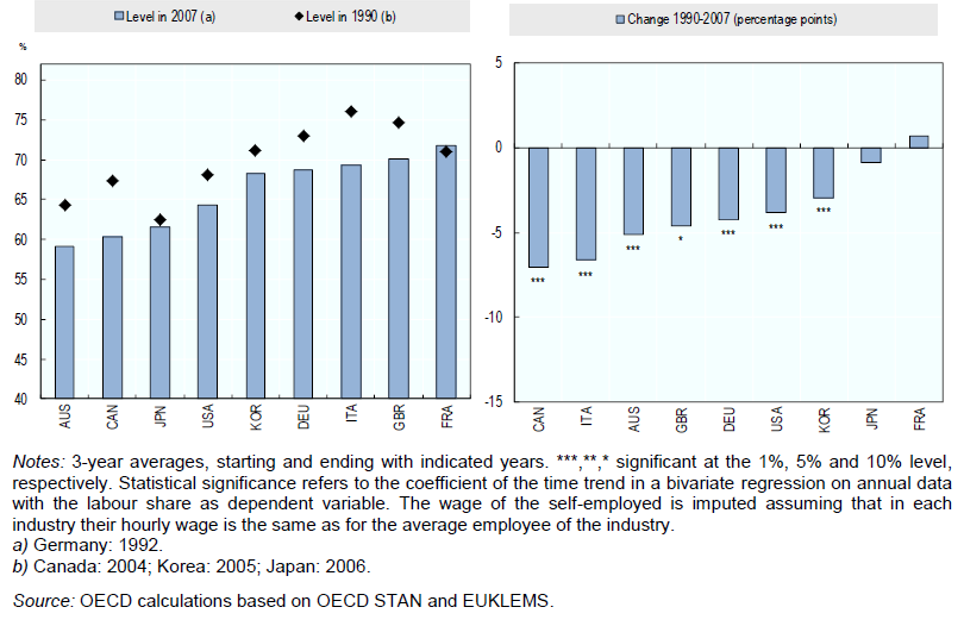 Level in 2007 (a) Level in 1990 (b)
%
80
75
70
65
60
55
50
45
40
AUS CAN JPN USA KOR DEU ITA GBR FRA
Change 1990-2007 (percentage points)
5
0
-5
-10
-15
*** *** *** * *** *** ***
CAN ITA AUS GBR DEU USA KOR JPN FRA
Notes: 3-year averages, starting and ending with indicated years. ***,**,* significant at the 1%, 5% and 10% level,
respectively. Statistical significance refers to the coefficient of the time trend in a bivariate regression on annual data
with the labour share as dependent variable. The wage of the self-employed is imputed assuming that in each
industry their hourly wage is the same as for the average employee of the industry.
a) Germany: 1992.
b) Canada: 2004; Korea: 2005; Japan: 2006.
Source: OECD calculations based on OECD STAN and EUKLEMS.